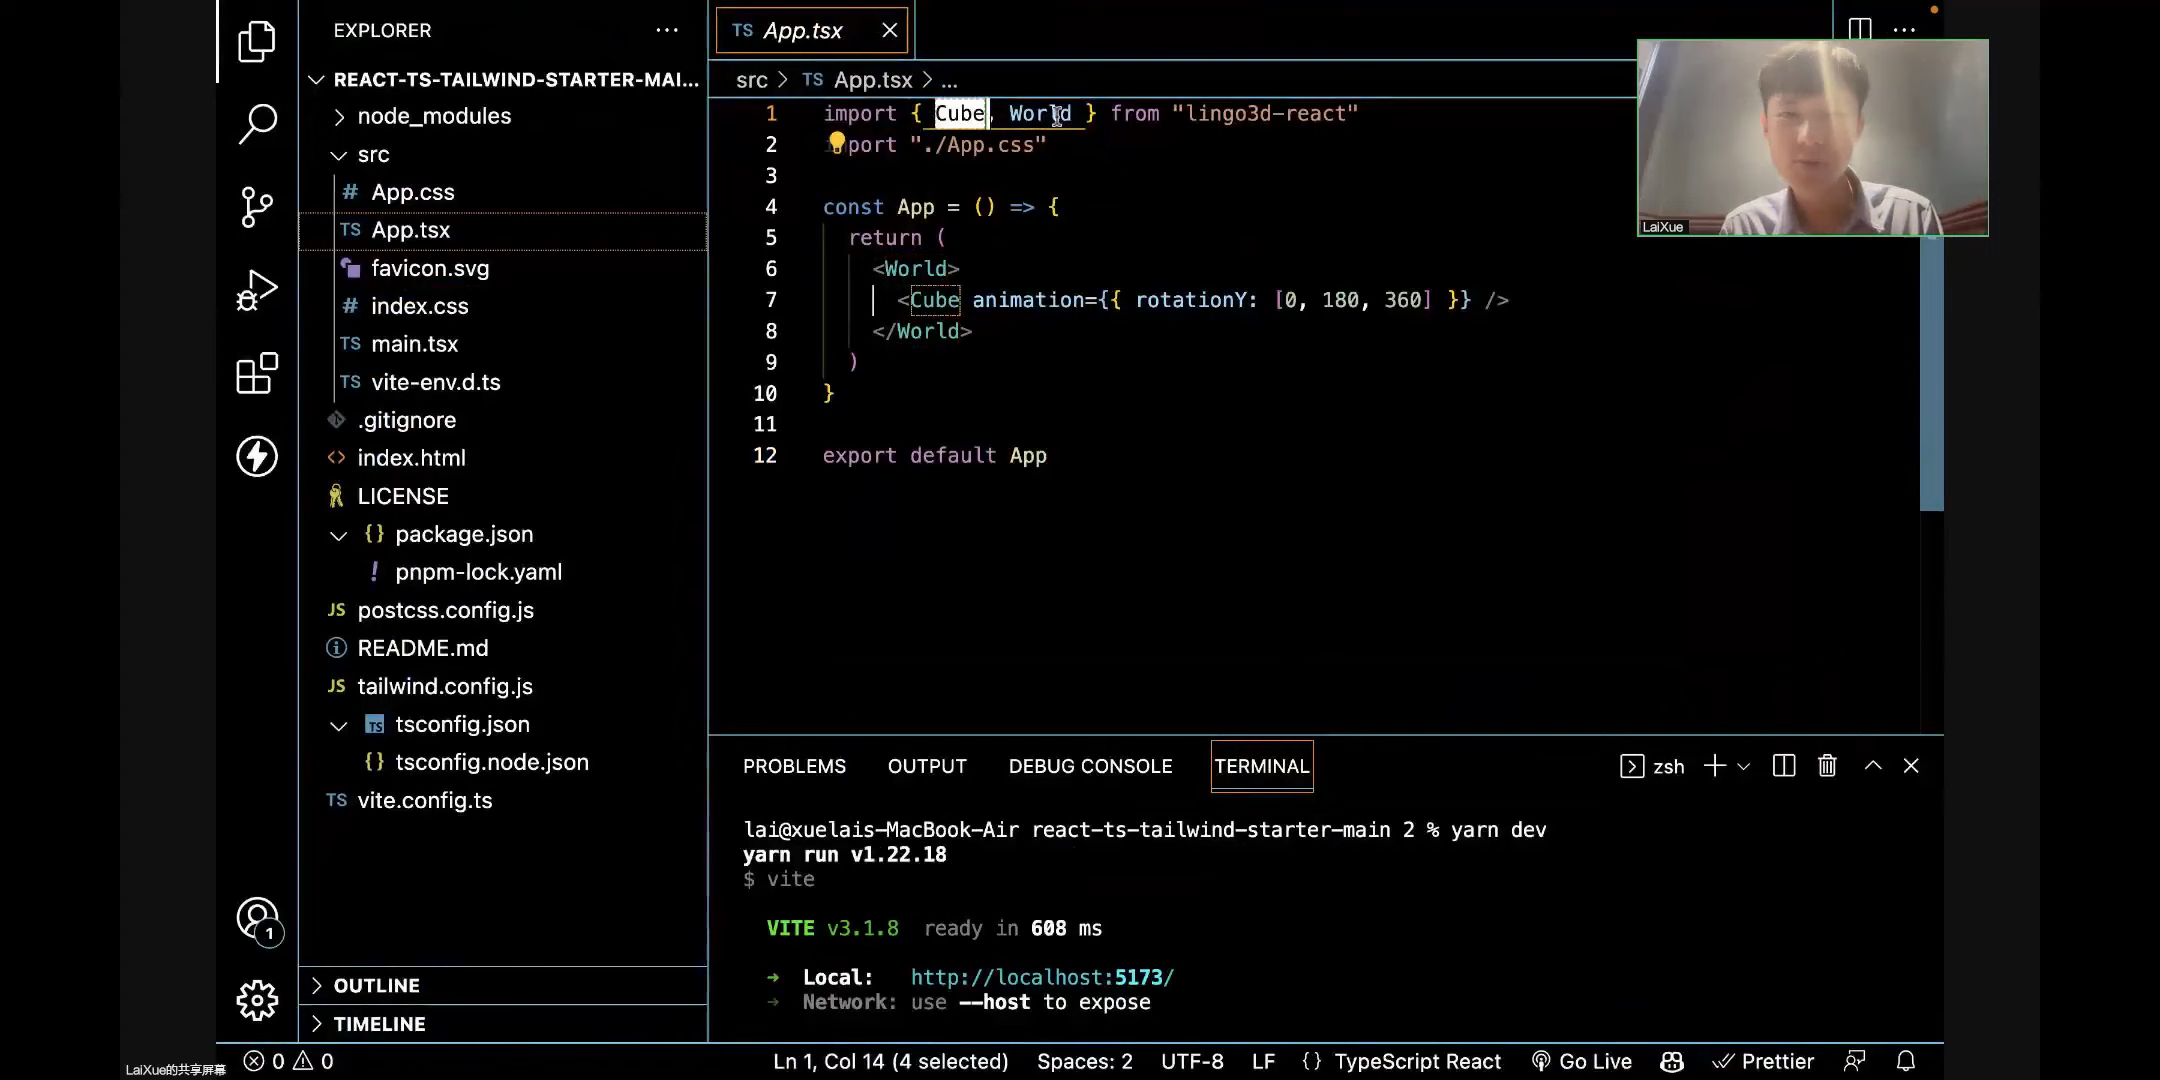 EXPLORER
REACT-TS-TAILWIND-STARTER-MAI...
node_modules
src
# App.css
TS App.tsx
favicon.svg
# index.css
TS main.tsx
TS vite-env.d.ts
.gitignore
<> index.html
LICENSE
{} package.json
! pnpm-lock.yaml
JS postcss.config.js
README.md
JS tailwind.config.js
TS tsconfig.json
{} tsconfig.node.json
TS vite.config.ts
OUTLINE
TIMELINE
1
TS App.tsx
src > TS App.tsx > ...
1 import { Cube, World } from "lingo3d-react"
2 port "./App.css"
3
4 const App = () => {
5 return (
6 <World>
7 <Cube animation={{ rotationY: [0, 180, 360] }} />
8 </World>
9 )
10 }
11
12 export default App
LaiXue
PROBLEMS OUTPUT DEBUG CONSOLE TERMINAL zsh
lai@xuelais-MacBook-Air react-ts-tailwind-starter-main 2 % yarn dev
yarn run v1.22.18
$ vite
VITE v3.1.8 ready in 608 ms
➜ Local: http://localhost:5173/
➜ Network: use --host to expose
LaiXue的共享屏幕
0 0 Ln 1, Col 14 (4 selected) Spaces: 2 UTF-8 LF {} TypeScript React Go Live Prettier